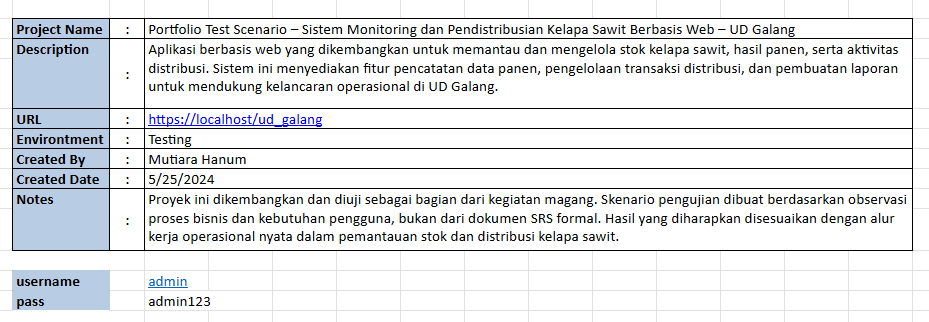 Project Name : Portfolio Test Scenario – Sistem Monitoring dan Pendistribusian Kelapa Sawit Berbasis Web – UD Galang
Description : Aplikasi berbasis web yang dikembangkan untuk memantau dan mengelola stok kelapa sawit, hasil panen, serta aktivitas
distribusi. Sistem ini menyediakan fitur pencatatan data panen, pengelolaan transaksi distribusi, dan pembuatan laporan
untuk mendukung kelancaran operasional di UD Galang.
URL : https://localhost/ud_galang
Environtment : Testing
Created By : Mutiara Hanum
Created Date : 5/25/2024
Notes : Proyek ini dikembangkan dan diuji sebagai bagian dari kegiatan magang. Skenario pengujian dibuat berdasarkan observasi
proses bisnis dan kebutuhan pengguna, bukan dari dokumen SRS formal. Hasil yang diharapkan disesuaikan dengan alur
kerja operasional nyata dalam pemantauan stok dan distribusi kelapa sawit.
username admin
pass admin123